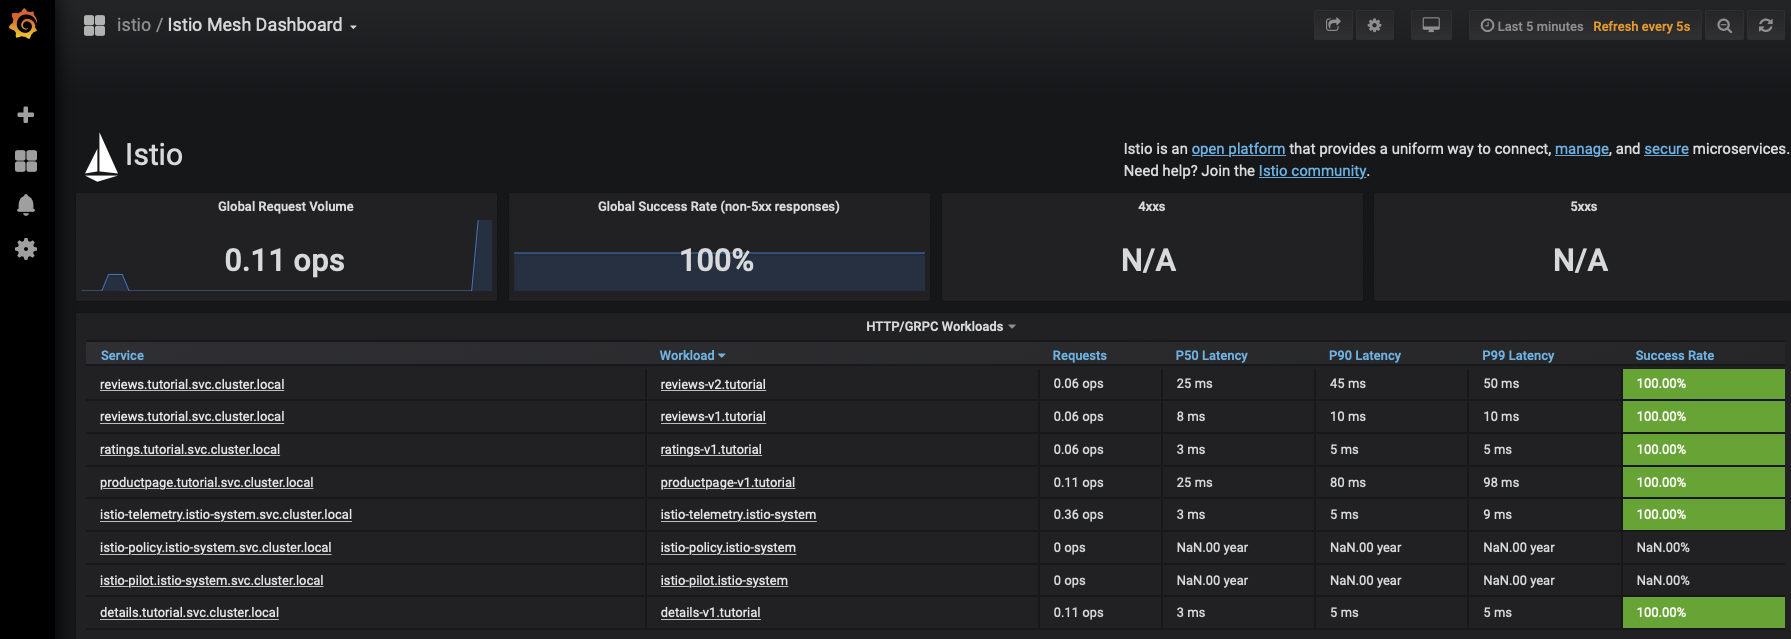 istio / Istio Mesh Dashboard
Last 5 minutes Refresh every 5s
Istio
Istio is an open platform that provides a uniform way to connect, manage, and secure microservices.
Need help? Join the Istio community.
Global Request Volume
0.11 ops
Global Success Rate (non-5xx responses)
100%
4xxs
N/A
5xxs
N/A
HTTP/GRPC Workloads
Service Workload Requests P50 Latency P90 Latency P99 Latency Success Rate
reviews.tutorial.svc.cluster.local reviews-v2.tutorial 0.06 ops 25 ms 45 ms 50 ms 100.00%
reviews.tutorial.svc.cluster.local reviews-v1.tutorial 0.06 ops 8 ms 10 ms 10 ms 100.00%
ratings.tutorial.svc.cluster.local ratings-v1.tutorial 0.06 ops 3 ms 5 ms 5 ms 100.00%
productpage.tutorial.svc.cluster.local productpage-v1.tutorial 0.11 ops 25 ms 80 ms 98 ms 100.00%
istio-telemetry.istio-system.svc.cluster.local istio-telemetry.istio-system 0.36 ops 3 ms 5 ms 9 ms 100.00%
istio-policy.istio-system.svc.cluster.local istio-policy.istio-system 0 ops NaN.00 year NaN.00 year NaN.00 year NaN.00%
istio-pilot.istio-system.svc.cluster.local istio-pilot.istio-system 0 ops NaN.00 year NaN.00 year NaN.00 year NaN.00%
details.tutorial.svc.cluster.local details-v1.tutorial 0.11 ops 3 ms 5 ms 5 ms 100.00%